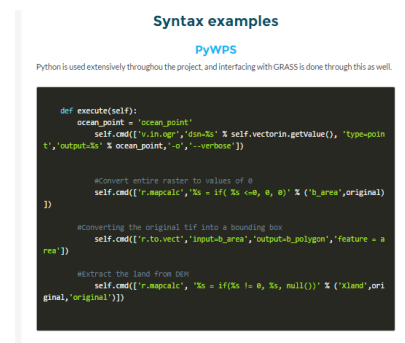 Syntax examples
PyWPS
Python is used extensively throughou the project, and interfacing with GRASS is done through this as well.
def execute(self):
ocean_point = 'ocean_point'
self.cmd(['v.in.ogr','dsn=%s' % self.vectorin.getValue(), 'type=poin
t','output=%s' % ocean_point,'-o','--verbose'])
#Convert entire raster to values of 0
self.cmd(['r.mapcalc','%s = if( %s <=0, 0, 0)' % ('b_area',original)
])
#Converting the original tif into a bounding box
self.cmd(['r.to.vect','input=b_area','output=b_polygon','feature = a
rea'])
#Extract the land from DEM
self.cmd(['r.mapcalc', '%s = if(%s != 0, %s, null())' % ('Xland',ori
ginal,'original')])